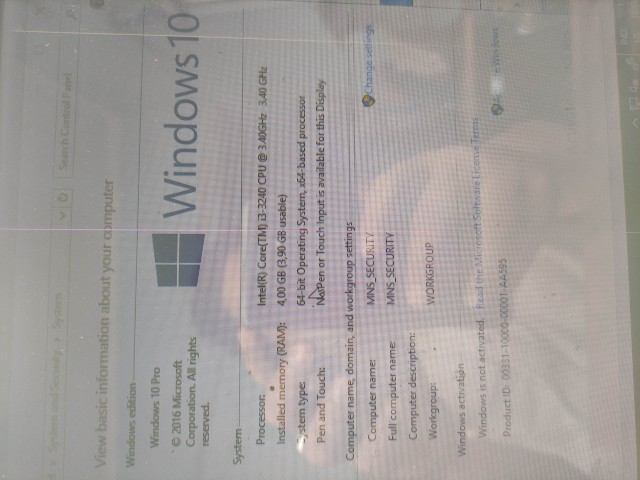 Search Control Panel
System
View basic information about your computer
Windows edition
Windows 10 Pro
© 2016 Microsoft
Corporation. All rights
reserved.
Windows 10
System
Processor: Intel(R) Core(TM) i3-3240 CPU @ 3.40GHz 3.40 GHz
Installed memory (RAM): 4,00 GB (3,90 GB usable)
System type: 64-bit Operating System, x64-based processor
Pen and Touch: No Pen or Touch Input is available for this Display
Computer name, domain, and workgroup settings
Computer name: MNS_SECURITY
Change settings
Full computer name: MNS_SECURITY
Computer description:
Workgroup: WORKGROUP
Windows activation
Windows is not activated. Read the Microsoft Software License Terms
Product ID: 00331-10000-00001-AA595
Windows